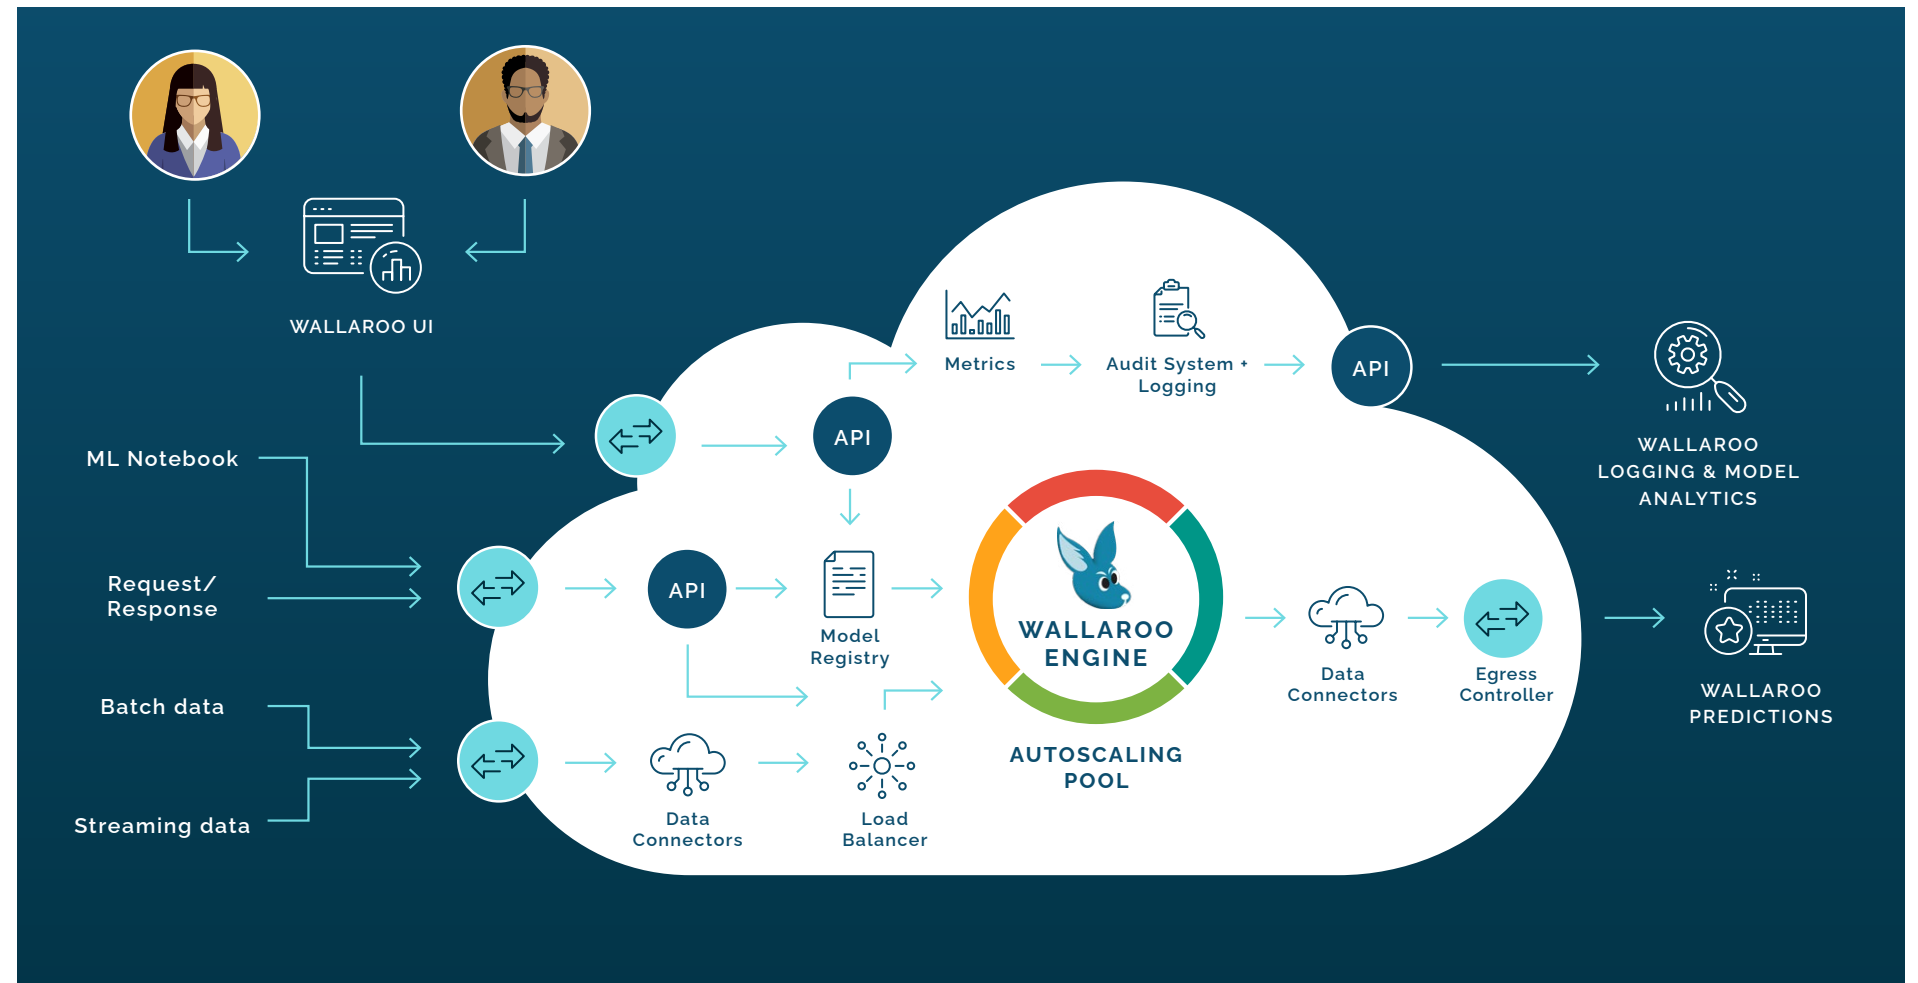 WALLAROO UI
Metrics
Audit System +
Logging
API
WALLAROO
LOGGING & MODEL
ANALYTICS
API
ML Notebook
Request/
Response
API
Model
Registry
WALLAROO
ENGINE
AUTOSCALING
POOL
Data
Connectors
Egress
Controller
WALLAROO
PREDICTIONS
Batch data
Streaming data
Data
Connectors
Load
Balancer